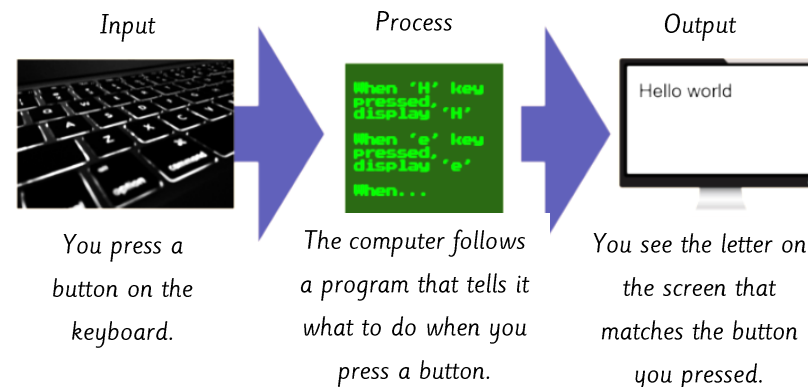 Input
Process
Output
When 'H' key
pressed,
display 'H'
When 'e' key
pressed,
display 'e'
When...
Hello world
A
Z
X
C
option
You press a
button on the
keyboard.
The computer follows
a program that tells it
what to do when you
press a button.
You see the letter on
the screen that
matches the button
you pressed.